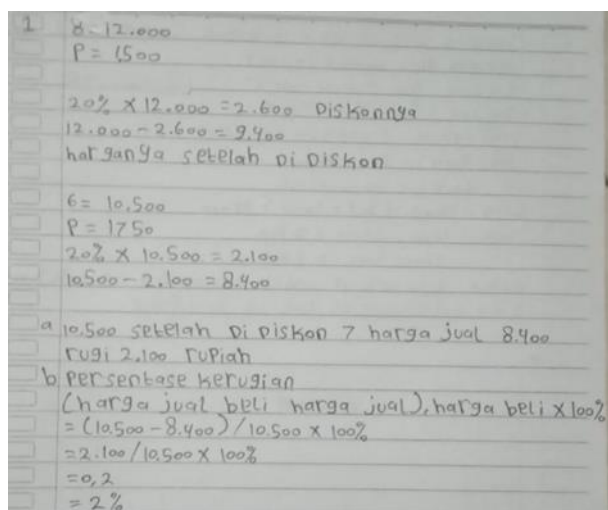 1 8 - 12.000
P = 1500
20% X 12.000 = 2.600 Diskonnya
12.000 - 2.600 = 9.400
harganya setelah Di Diskon
6 = 10.500
P = 1750
20% X 10.500 = 2.100
10.500 - 2.100 = 8.400
a 10.500 setelah Di Diskon 7 harga jual 8.400
rugi 2.100 rupiah
b persentase kerugian
(harga jual beli harga jual), harga beli X 100%
= (10.500 - 8.400) / 10.500 X 100%
= 2.100 / 10.500 X 100%
= 0,2
= 2%